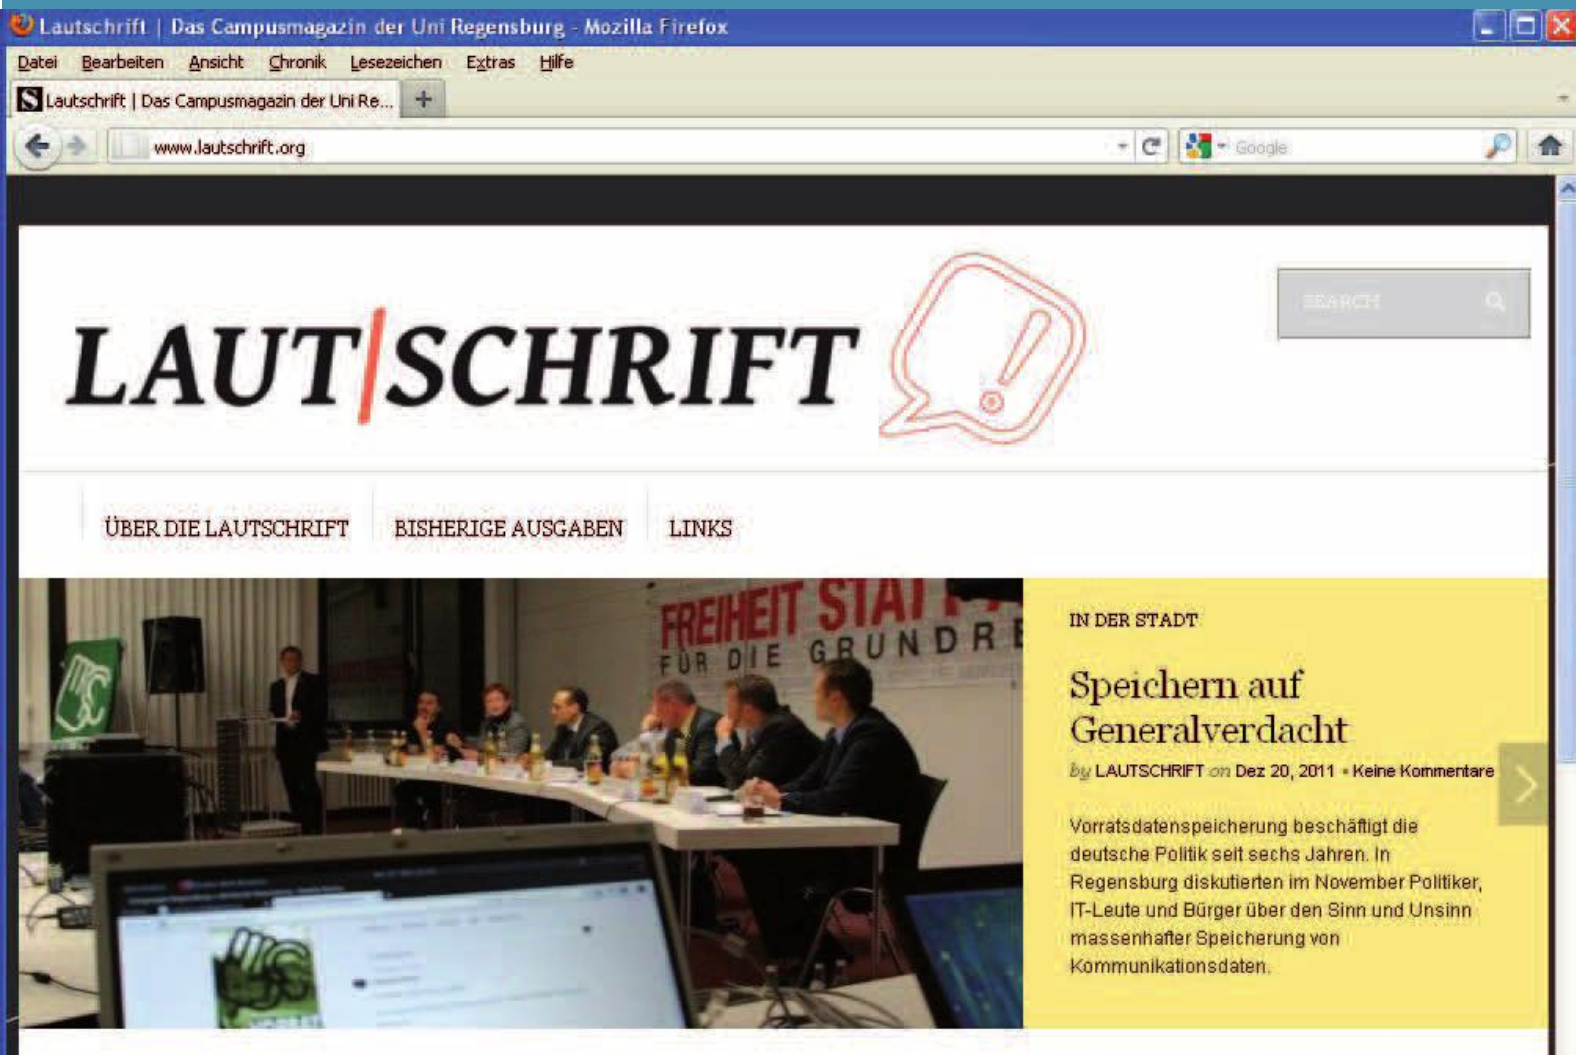 Lautschrift | Das Campusmagazin der Uni Regensburg - Mozilla Firefox
Datei Bearbeiten Ansicht Chronik Lesezeichen Extras Hilfe
S Lautschrift | Das Campusmagazin der Uni Re... +
www.lautschrift.org Google
LAUT/SCHRIFT !
SEARCH
ÜBER DIE LAUTSCHRIFT BISHERIGE AUSGABEN LINKS
FREIHEIT STATT A
FÜR DIE GRUNDRE
IN DER STADT
Speichern auf
Generalverdacht
by LAUTSCHRIFT on Dez 20, 2011 • Keine Kommentare
Vorratsdatenspeicherung beschäftigt die
deutsche Politik seit sechs Jahren. In
Regensburg diskutierten im November Politiker,
IT-Leute und Bürger über den Sinn und Unsinn
massenhafter Speicherung von
Kommunikationsdaten.